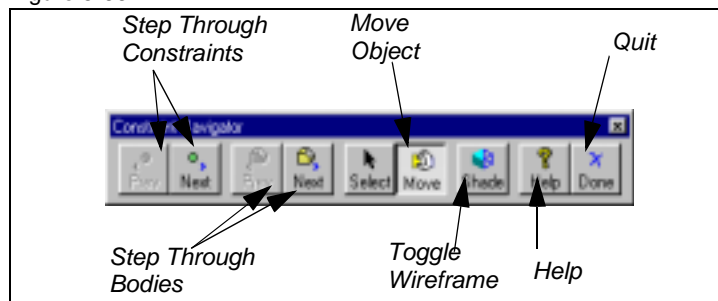 Step Through
Constraints
Move
Object
Quit
Constraint Navigator
Prev Next Prev Next Select Move Shade Help Done
Step Through
Bodies
Toggle
Wireframe
Help